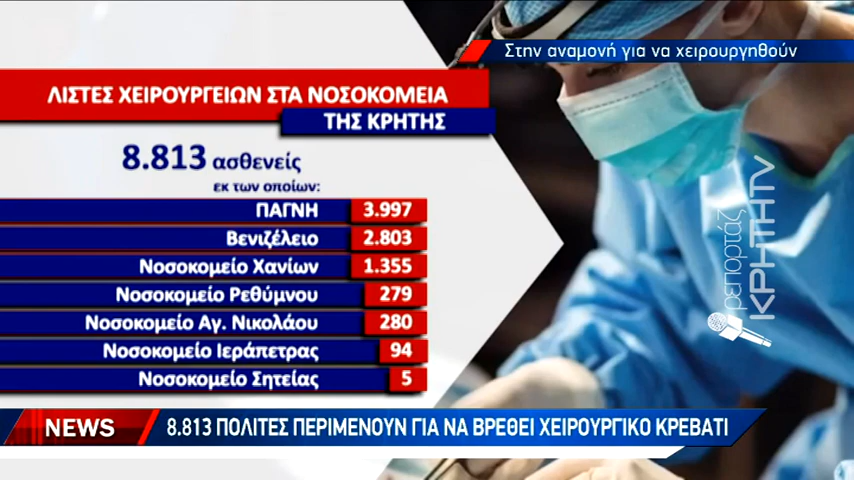 Στην αναμονή για να χειρουργηθούν
ΛΙΣΤΕΣ ΧΕΙΡΟΥΡΓΕΙΩΝ ΣΤΑ ΝΟΣΟΚΟΜΕΙΑ
ΤΗΣ ΚΡΗΤΗΣ
8.813 ασθενείς
εκ των οποίων:
ΠΑΓΝΗ 3.997
Βενιζέλειο 2.803
Νοσοκομείο Χανίων 1.355
Νοσοκομείο Ρεθύμνου 279
Νοσοκομείο Αγ. Νικολάου 280
Νοσοκομείο Ιεράπετρας 94
Νοσοκομείο Σητείας 5
ρεπορτάζ
ΚΡΗΤΗTV
NEWS 8.813 ΠΟΛΙΤΕΣ ΠΕΡΙΜΕΝΟΥΝ ΓΙΑ ΝΑ ΒΡΕΘΕΙ ΧΕΙΡΟΥΡΓΙΚΟ ΚΡΕΒΑΤΙ